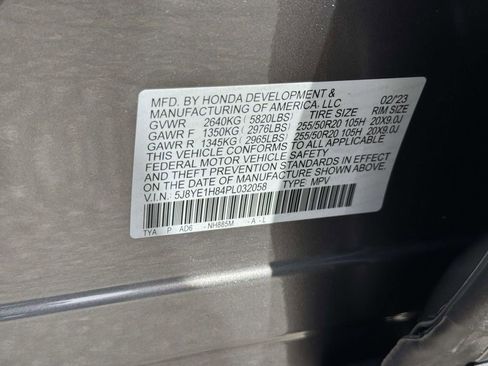 MFD. BY HONDA DEVELOPMENT &
MANUFACTURING OF AMERICA, LLC 02/'23
GVWR 2640KG (5820LBS) TIRE SIZE RIM SIZE
GAWR F 1350KG (2976LBS) 255/50R20 105H 20X9.0J
GAWR R 1345KG (2965LBS) 255/50R20 105H 20X9.0J
THIS VEHICLE CONFORMS TO ALL APPLICABLE
FEDERAL MOTOR VEHICLE SAFETY STANDARDS IN EFFECT
ON THE DATE OF MANUFACTURE SHOWN ABOVE.
V.I.N.: 5J8YE1H84PL032058 TYPE MPV
TYA P AD6 NH885M -A -L